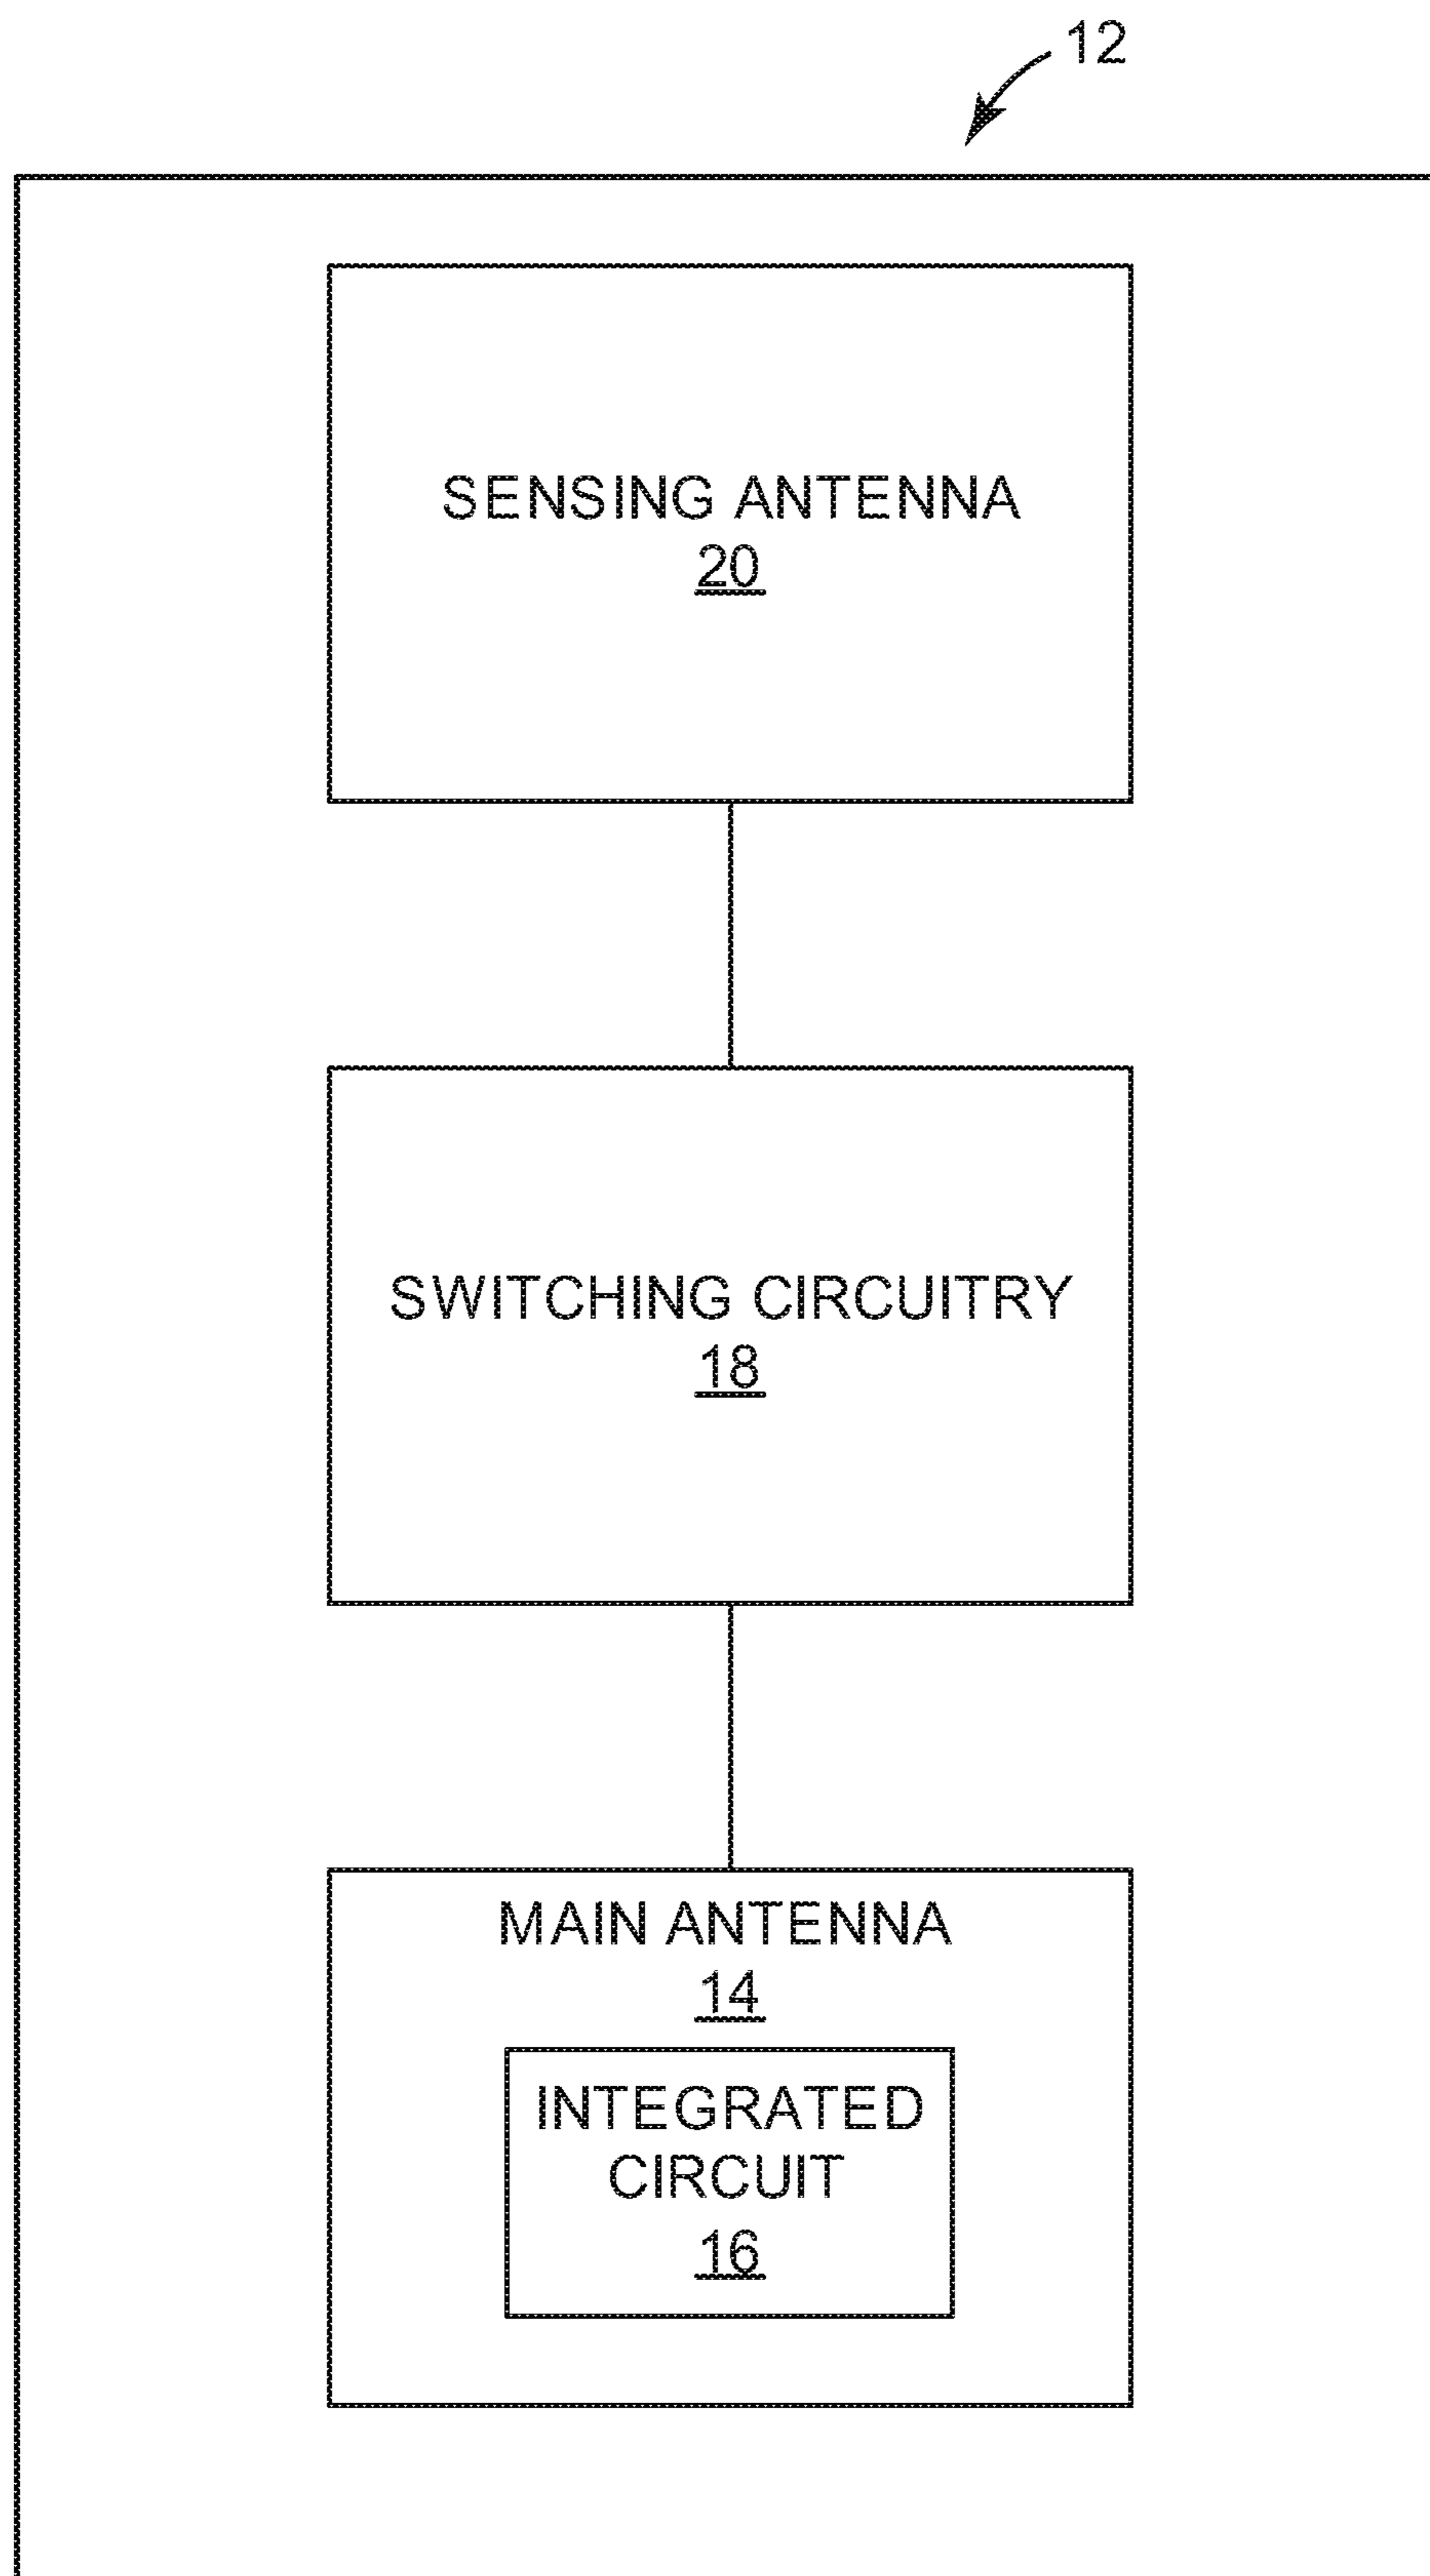 12
SENSING ANTENNA
20
SWITCHING CIRCUITRY
18
MAIN ANTENNA
14
INTEGRATED
CIRCUIT
16